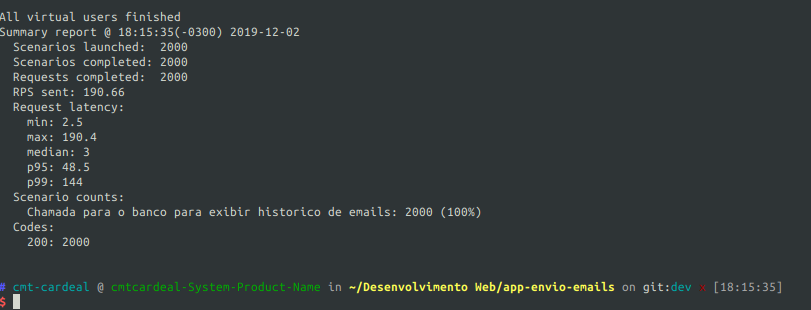 All virtual users finished
Summary report @ 18:15:35(-0300) 2019-12-02
  Scenarios launched:  2000
  Scenarios completed: 2000
  Requests completed:  2000
  RPS sent: 190.66
  Request latency:
    min: 2.5
    max: 190.4
    median: 3
    p95: 48.5
    p99: 144
  Scenario counts:
    Chamada para o banco para exibir historico de emails: 2000 (100%)
  Codes:
    200: 2000
# cmt-cardeal @ cmtcardeal-System-Product-Name in ~/Desenvolvimento Web/app-envio-emails on git:dev x [18:15:35]
$